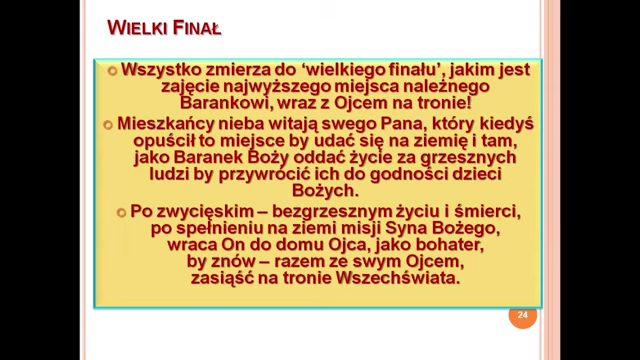 WIELKI FINAŁ
Wszystko zmierza do ‘wielkiego finału’, jakim jest
zajęcie najwyższego miejsca należnego
Barankowi, wraz z Ojcem na tronie!
Mieszkańcy nieba witają swego Pana, który kiedyś
opuścił to miejsce by udać się na ziemię i tam,
jako Baranek Boży oddać życie za grzesznych
ludzi by przywrócić ich do godności dzieci
Bożych.
Po zwycięskim – bezgrzesznym życiu i śmierci,
po spełnieniu na ziemi misji Syna Bożego,
wraca On do domu Ojca, jako bohater,
by znów – razem ze swym Ojcem,
zasiąść na tronie Wszechświata.
24